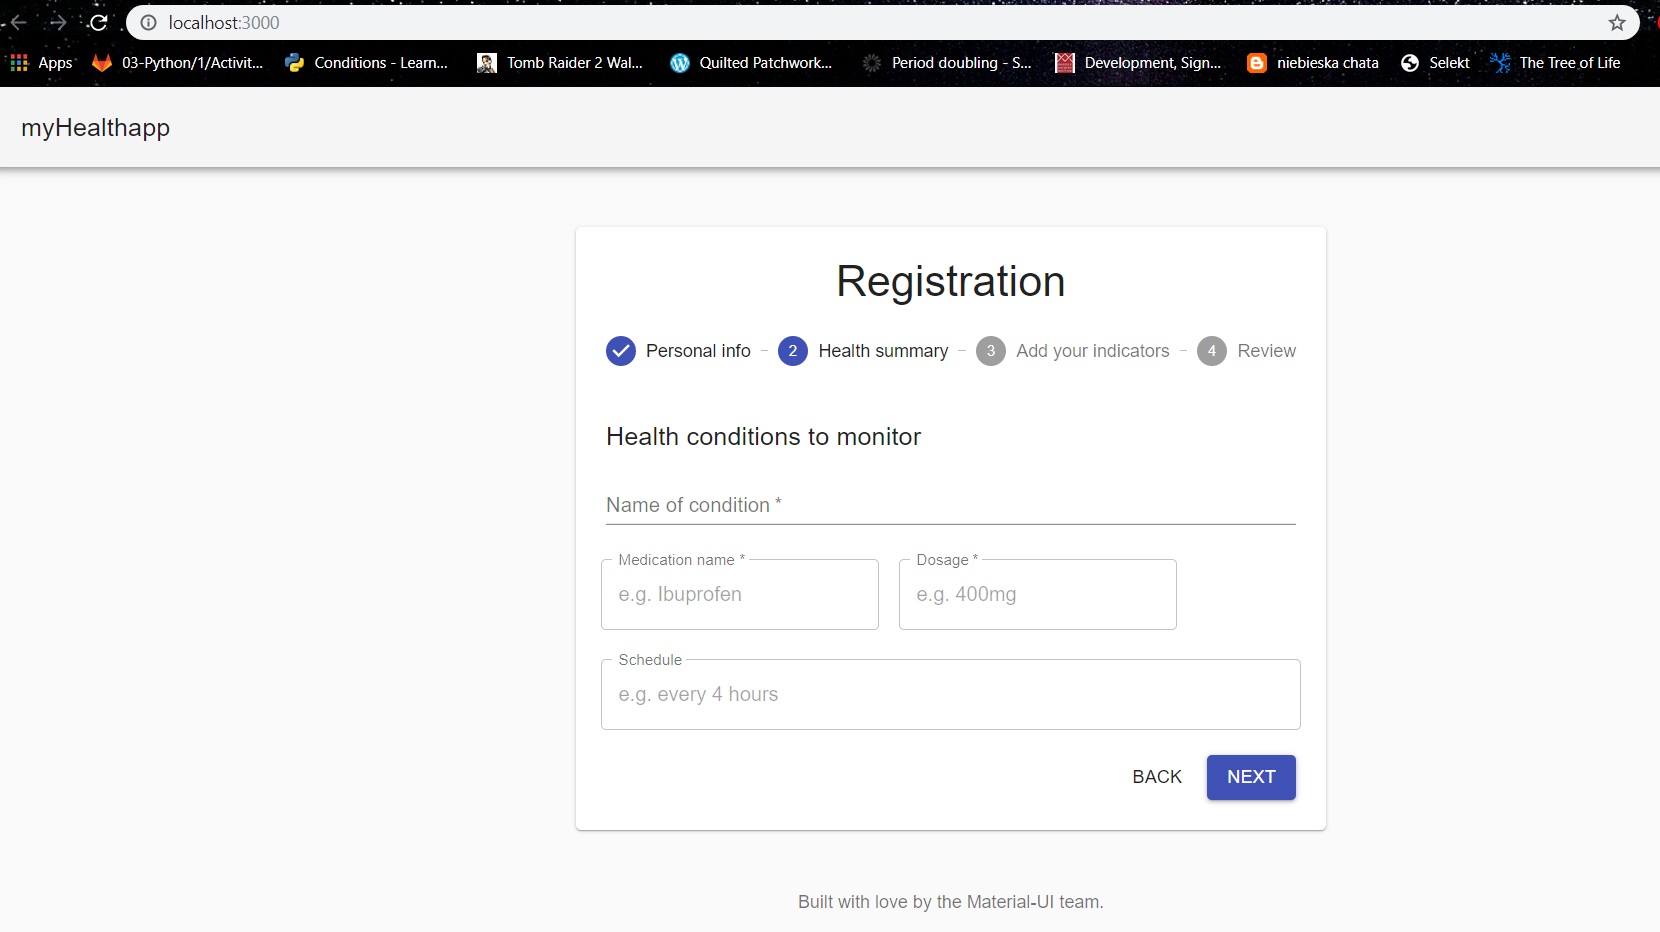 localhost:3000
Apps 03-Python/1/Activit... Conditions - Learn... Tomb Raider 2 Wal... Quilted Patchwork... Period doubling - S... Development, Sign... niebieska chata Selekt The Tree of Life
myHealthapp
Registration
Personal info 2 Health summary 3 Add your indicators 4 Review
Health conditions to monitor
Name of condition *
Medication name * Dosage *
e.g. Ibuprofen e.g. 400mg
Schedule
e.g. every 4 hours
BACK NEXT
Built with love by the Material-UI team.